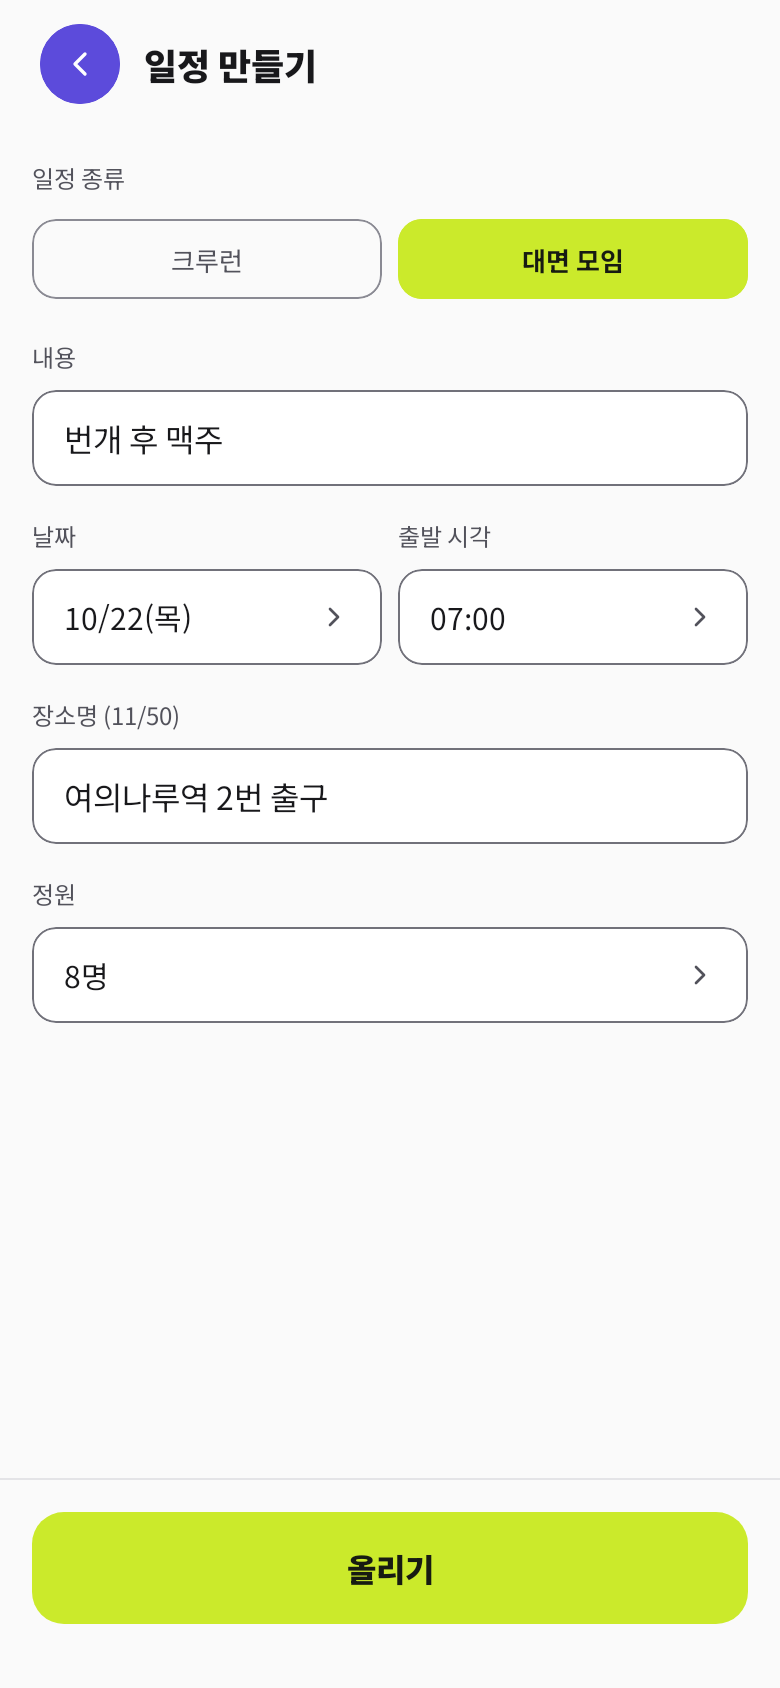 일정 만들기
일정 종류
크루런
대면 모임
내용
번개 후 맥주
날짜
출발 시각
10/22(목)
07:00
장소명 (11/50)
여의나루역 2번 출구
정원
8명
올리기